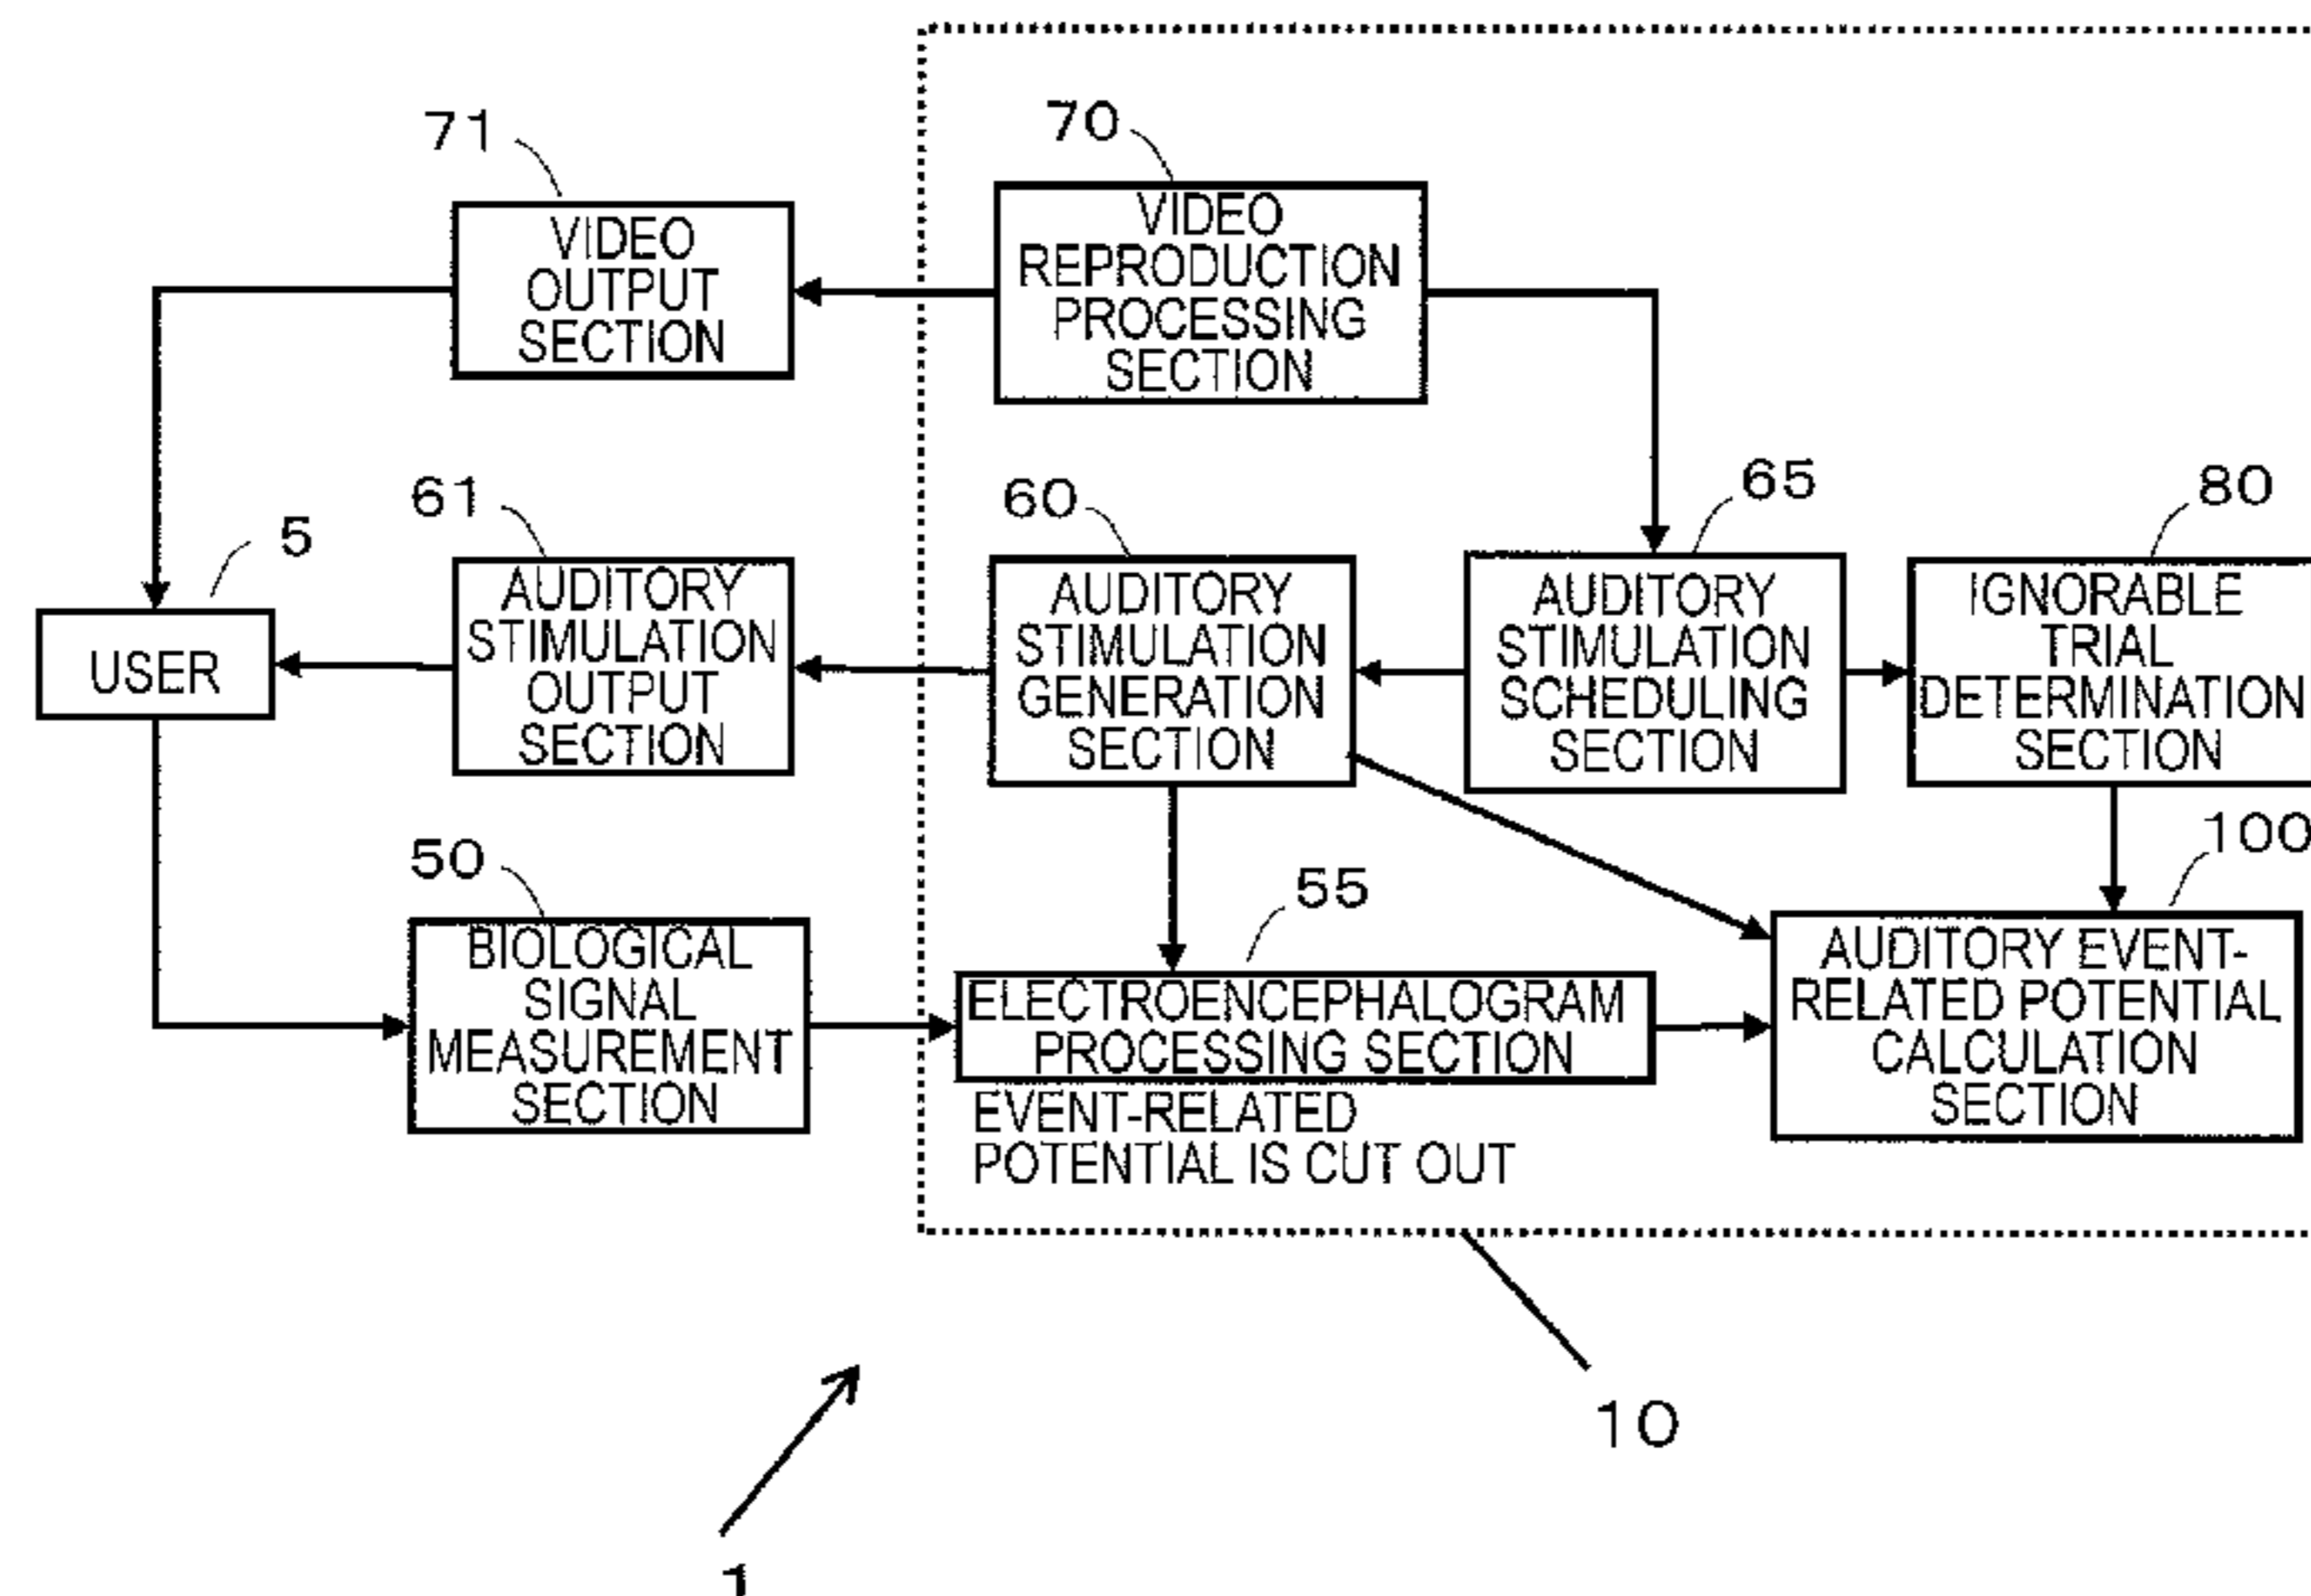 71
VIDEO
OUTPUT
SECTION
70
VIDEO
REPRODUCTION
PROCESSING
SECTION
5
USER
61
AUDITORY
STIMULATION
OUTPUT
SECTION
60
AUDITORY
STIMULATION
GENERATION
SECTION
65
AUDITORY
STIMULATION
SCHEDULING
SECTION
80
IGNORABLE
TRIAL
DETERMINATION
SECTION
50
BIOLOGICAL
SIGNAL
MEASUREMENT
SECTION
55
ELECTROENCEPHALOGRAM
PROCESSING SECTION
EVENT-RELATED
POTENTIAL IS CUT OUT
100
AUDITORY EVENT-
RELATED POTENTIAL
CALCULATION
SECTION
10
1